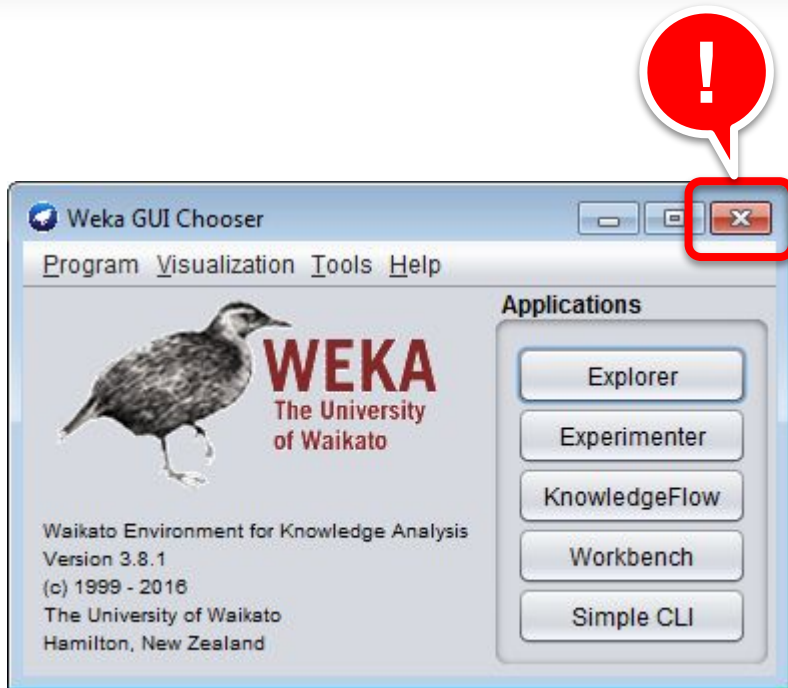 !
Weka GUI Chooser
Program Visualization Tools Help
WEKA
The University
of Waikato
Waikato Environment for Knowledge Analysis
Version 3.8.1
(c) 1999 - 2016
The University of Waikato
Hamilton, New Zealand
Applications
Explorer
Experimenter
KnowledgeFlow
Workbench
Simple CLI